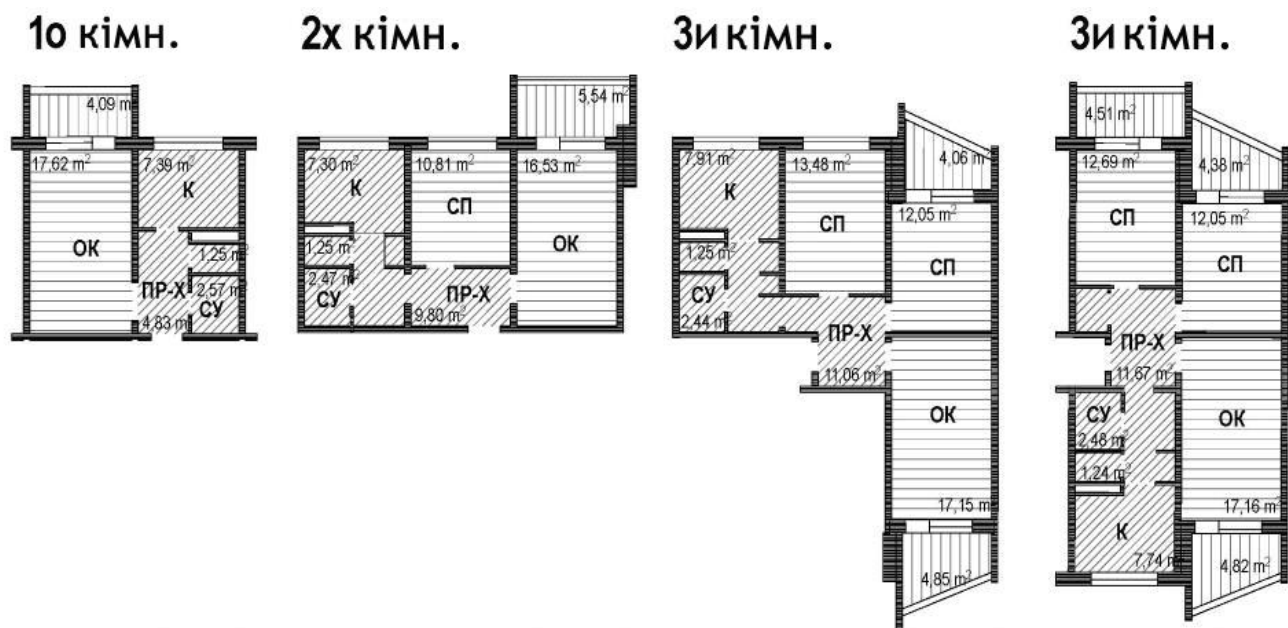 1о кімн.
2х кімн.
3и кімн.
3и кімн.
4,09 m²
17,62 m²
7,39 m²
К
ОК
1,25 m²
ПР-Х
2,57 m²
СУ
4,83 m²
5,54 m²
7,30 m²
10,81 m²
16,53 m²
К
СП
ОК
1,25 m²
2,47 m²
СУ
ПР-Х
9,80 m²
7,91 m²
13,48 m²
4,06 m
К
СП
12,05 m²
СП
1,25 m²
СУ
2,44 m²
ПР-Х
11,06 m²
ОК
17,15 m²
4,85 m²
4,51 m²
12,69 m²
4,38 m²
СП
12,05 m²
СП
ПР-Х
11,67 m²
СУ
2,48 m²
ОК
1,24 m²
17,16 m²
К
7,74 m²
4,82 m²